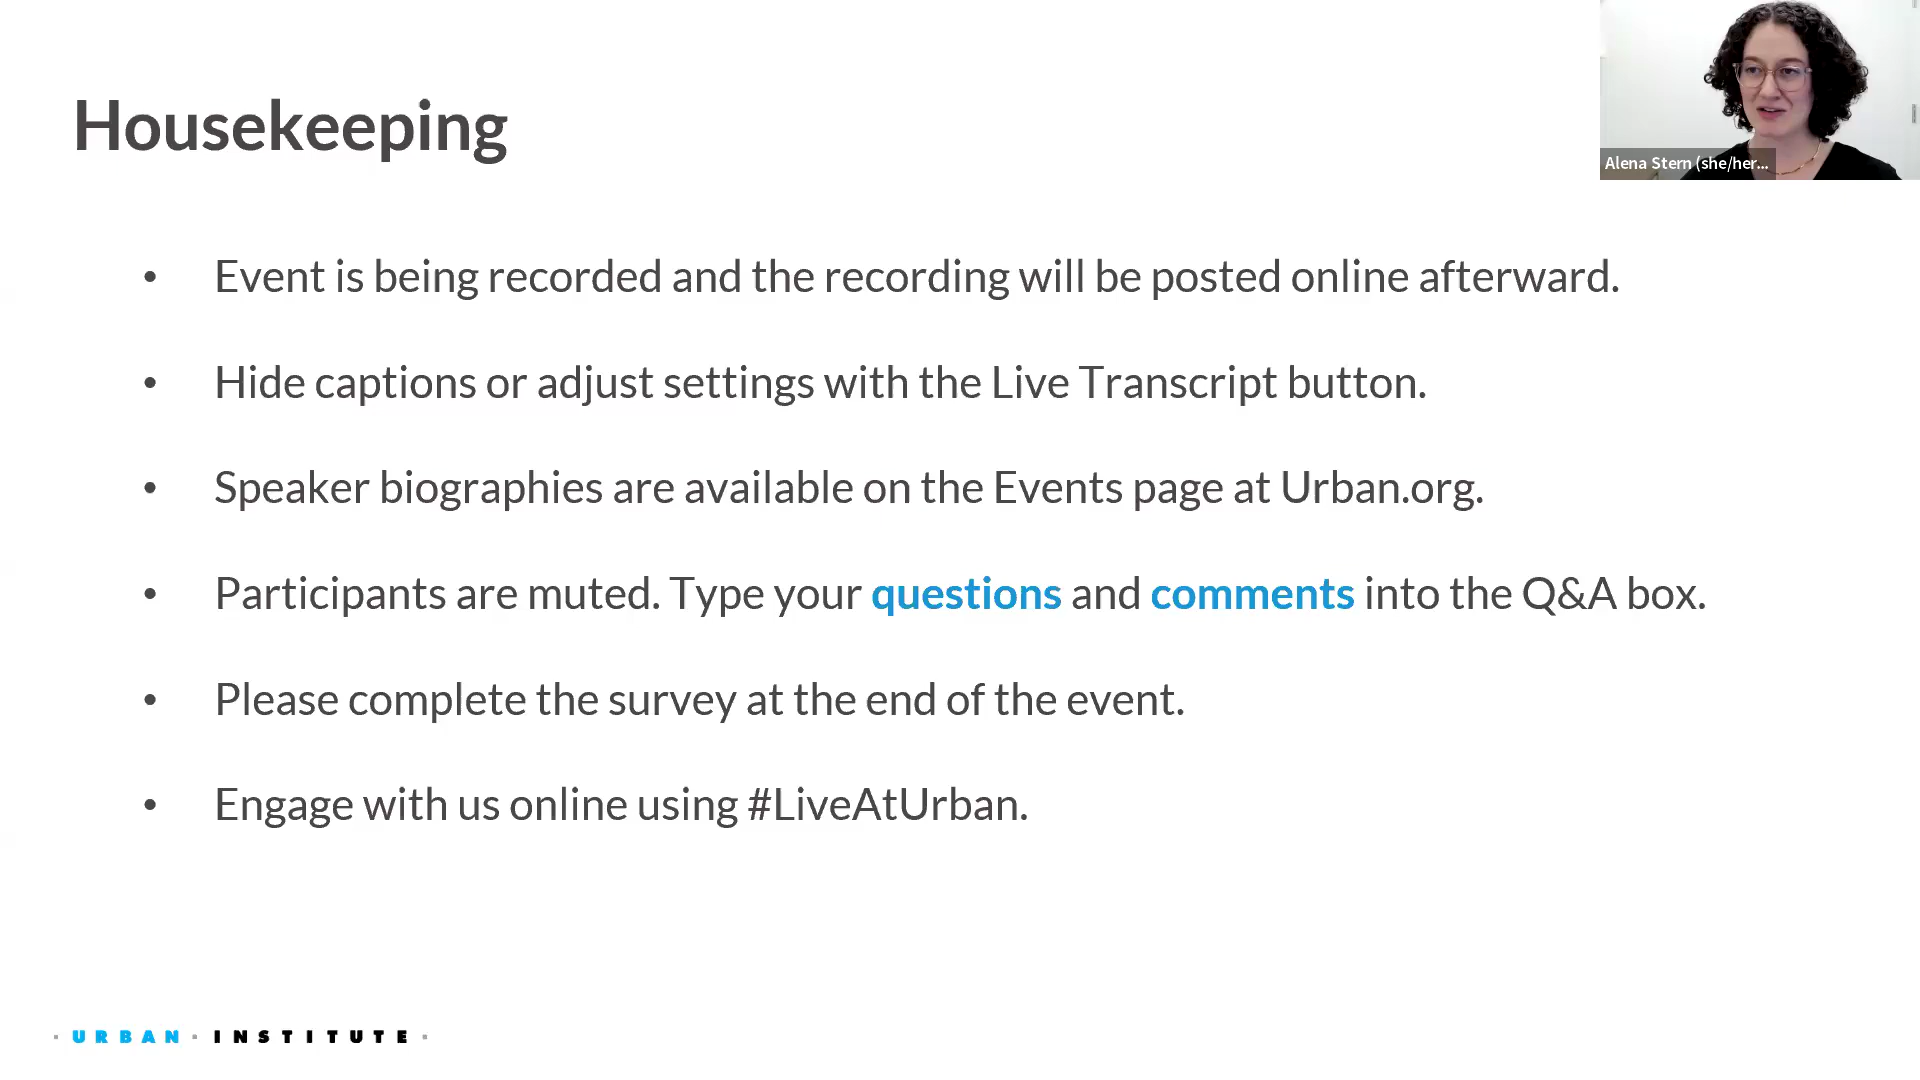 Housekeeping
Alena Stern (she/her...
• Event is being recorded and the recording will be posted online afterward.
• Hide captions or adjust settings with the Live Transcript button.
• Speaker biographies are available on the Events page at Urban.org.
• Participants are muted. Type your questions and comments into the Q&A box.
• Please complete the survey at the end of the event.
• Engage with us online using #LiveAtUrban.
· URBAN · INSTITUTE ·